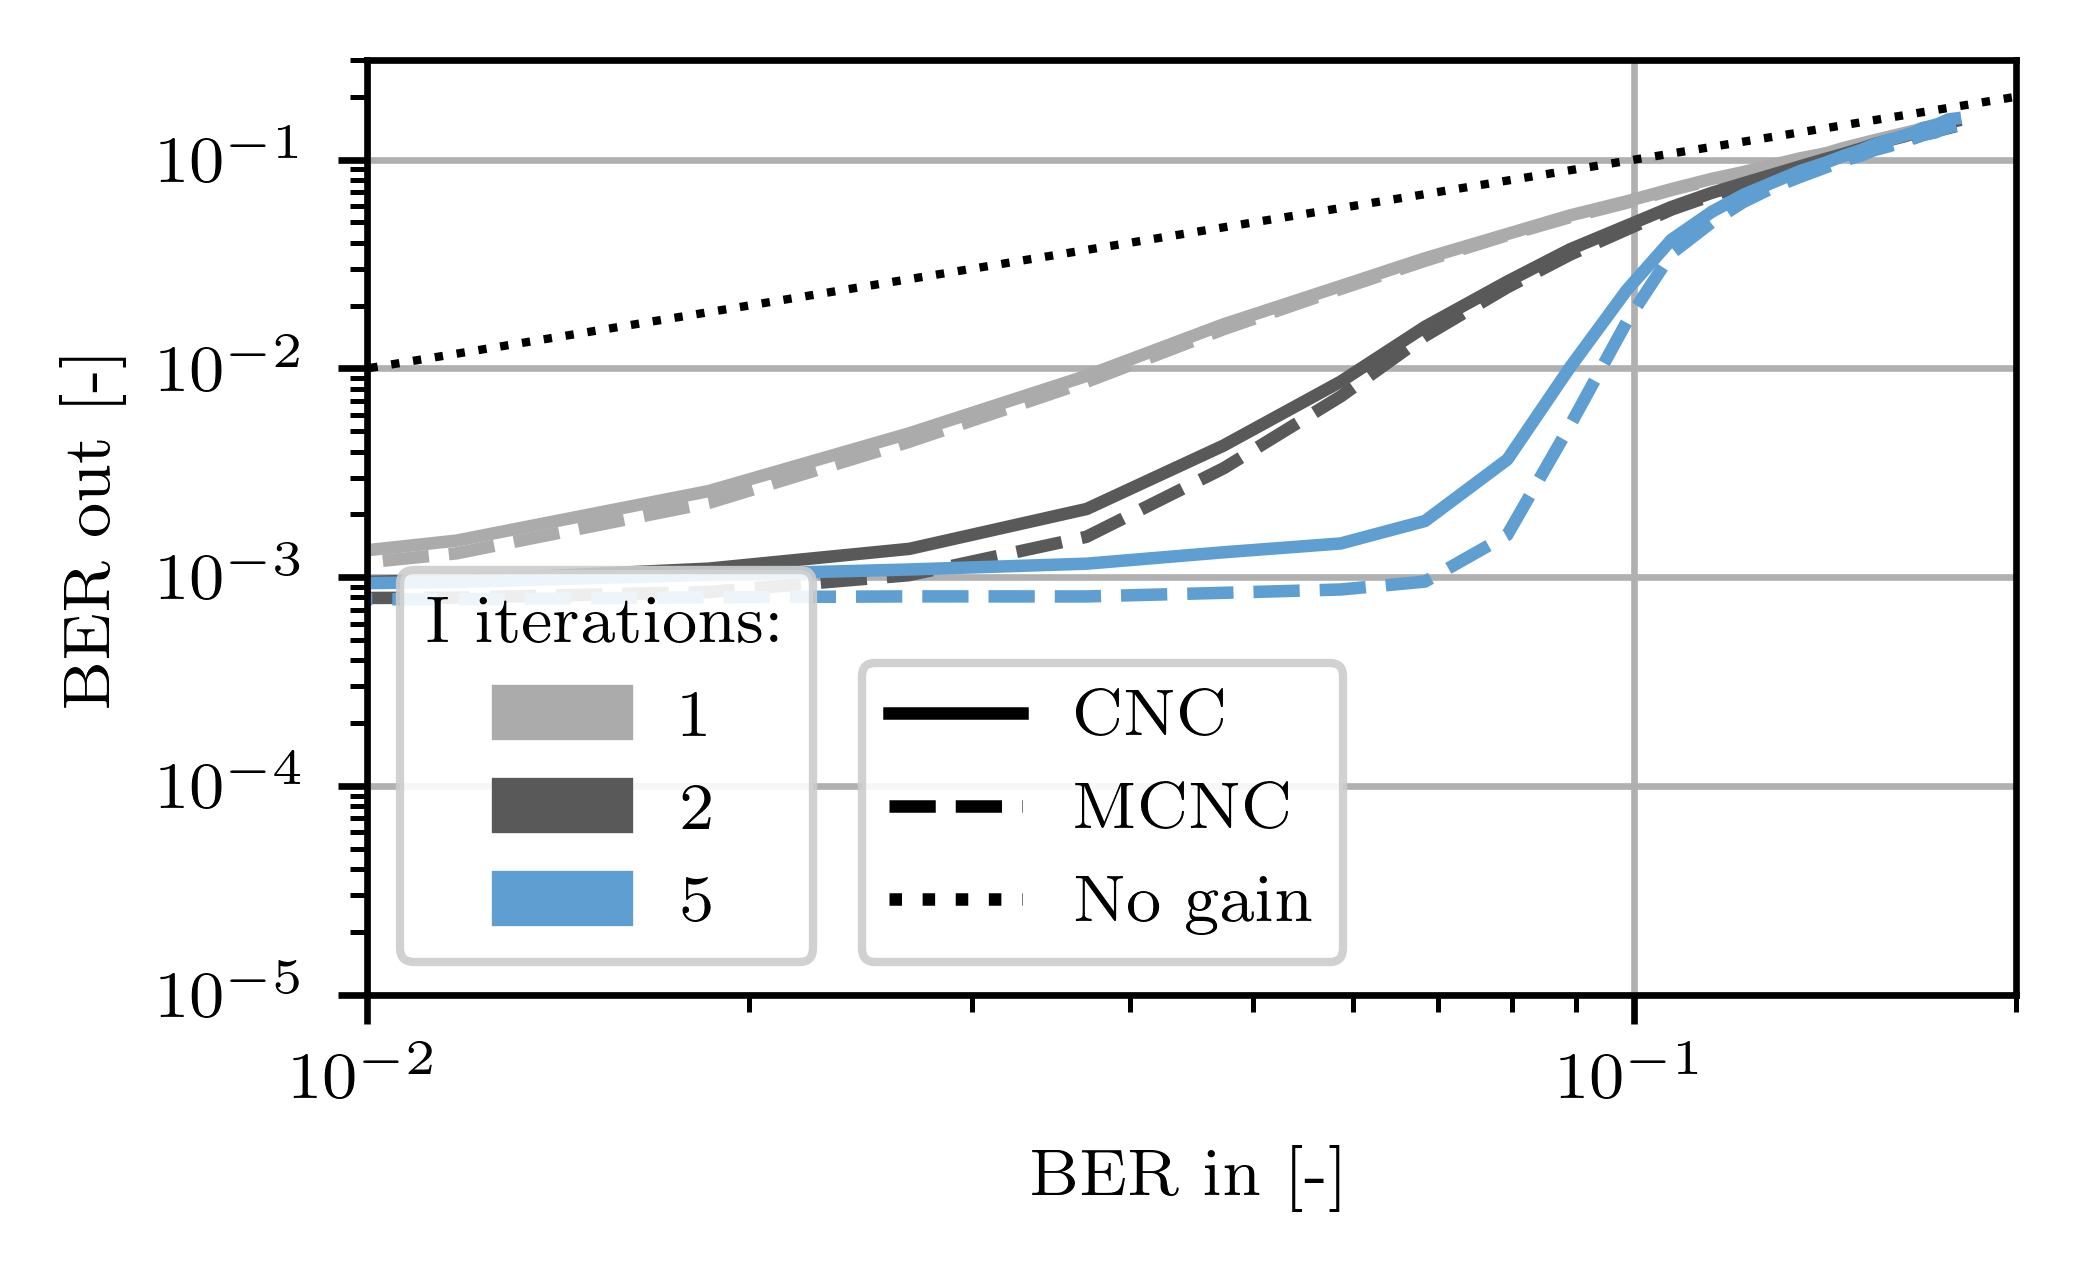 10⁻¹
10⁻²
10⁻³
10⁻⁴
10⁻⁵
BER out [-]
I iterations:
1
2
5
CNC
MCNC
No gain
10⁻²
10⁻¹
BER in [-]